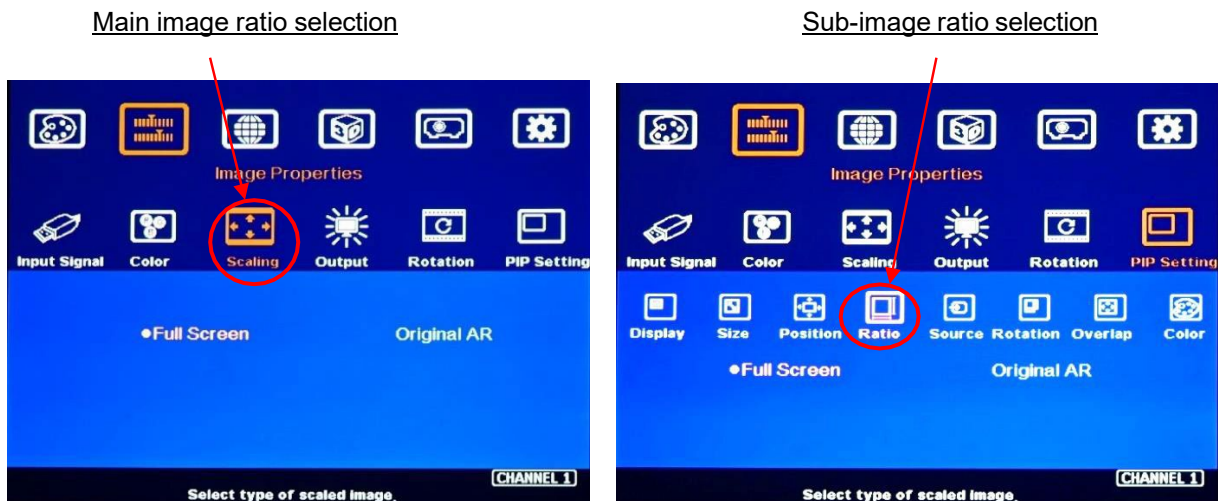 Main image ratio selection
Sub-image ratio selection
3D
Image Properties
Input Signal Color Scaling Output Rotation PIP Setting
Full Screen Original AR
CHANNEL 1
Select type of scaled image.
3D
Image Properties
Input Signal Color Scaling Output Rotation PIP Setting
Display Size Position Ratio Source Rotation Overlap Color
Full Screen Original AR
CHANNEL 1
Select type of scaled image.